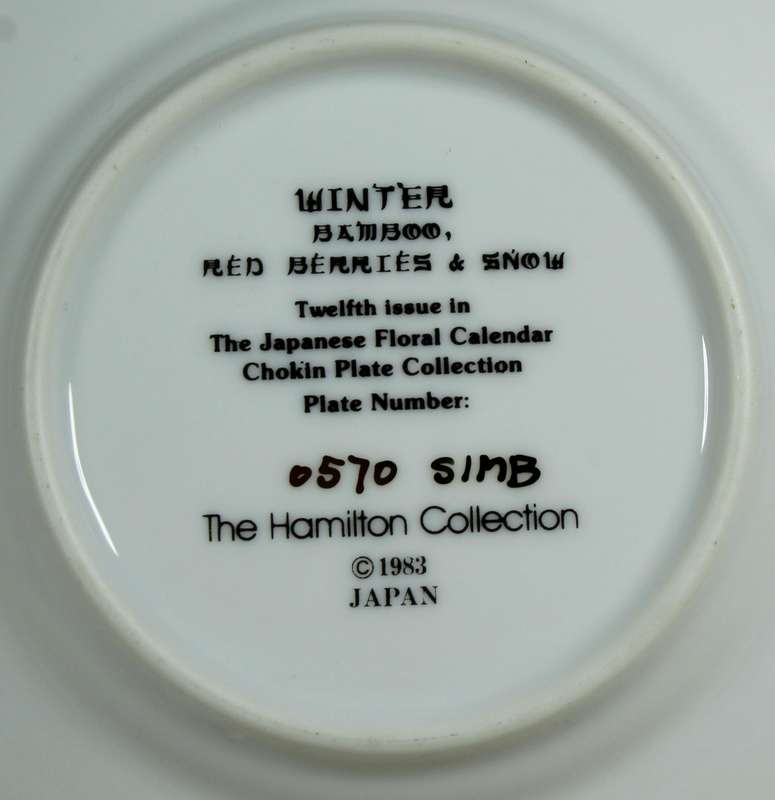 WINTER
BAMBOO,
RED BERRIES & SNOW
Twelfth issue in
The Japanese Floral Calendar
Chokin Plate Collection
Plate Number:
0570 S1MB
The Hamilton Collection
©1983
JAPAN